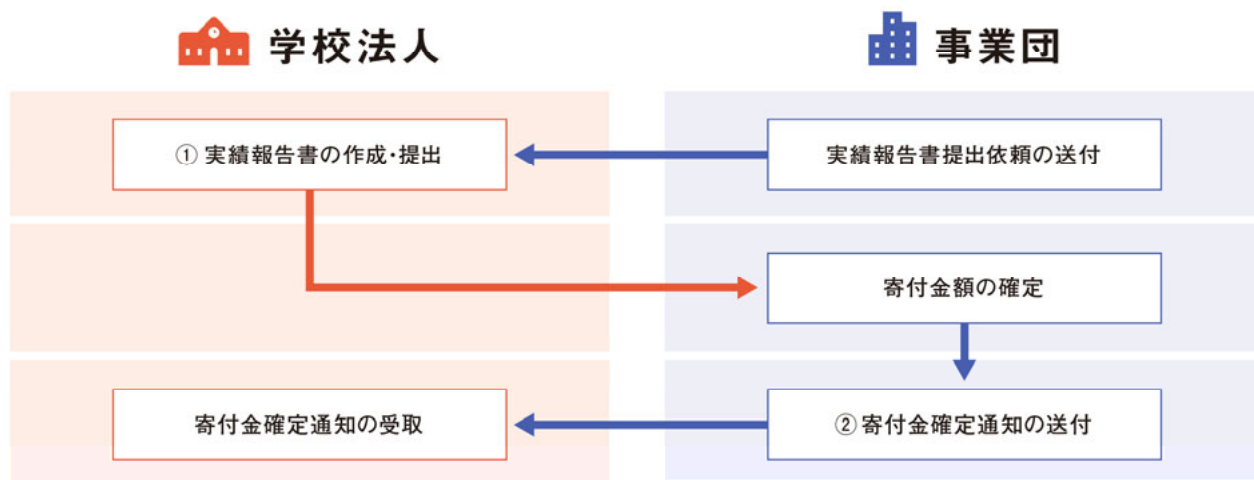 学校法人
事業団
① 実績報告書の作成・提出
実績報告書提出依頼の送付
寄付金額の確定
寄付金確定通知の受取
② 寄付金確定通知の送付